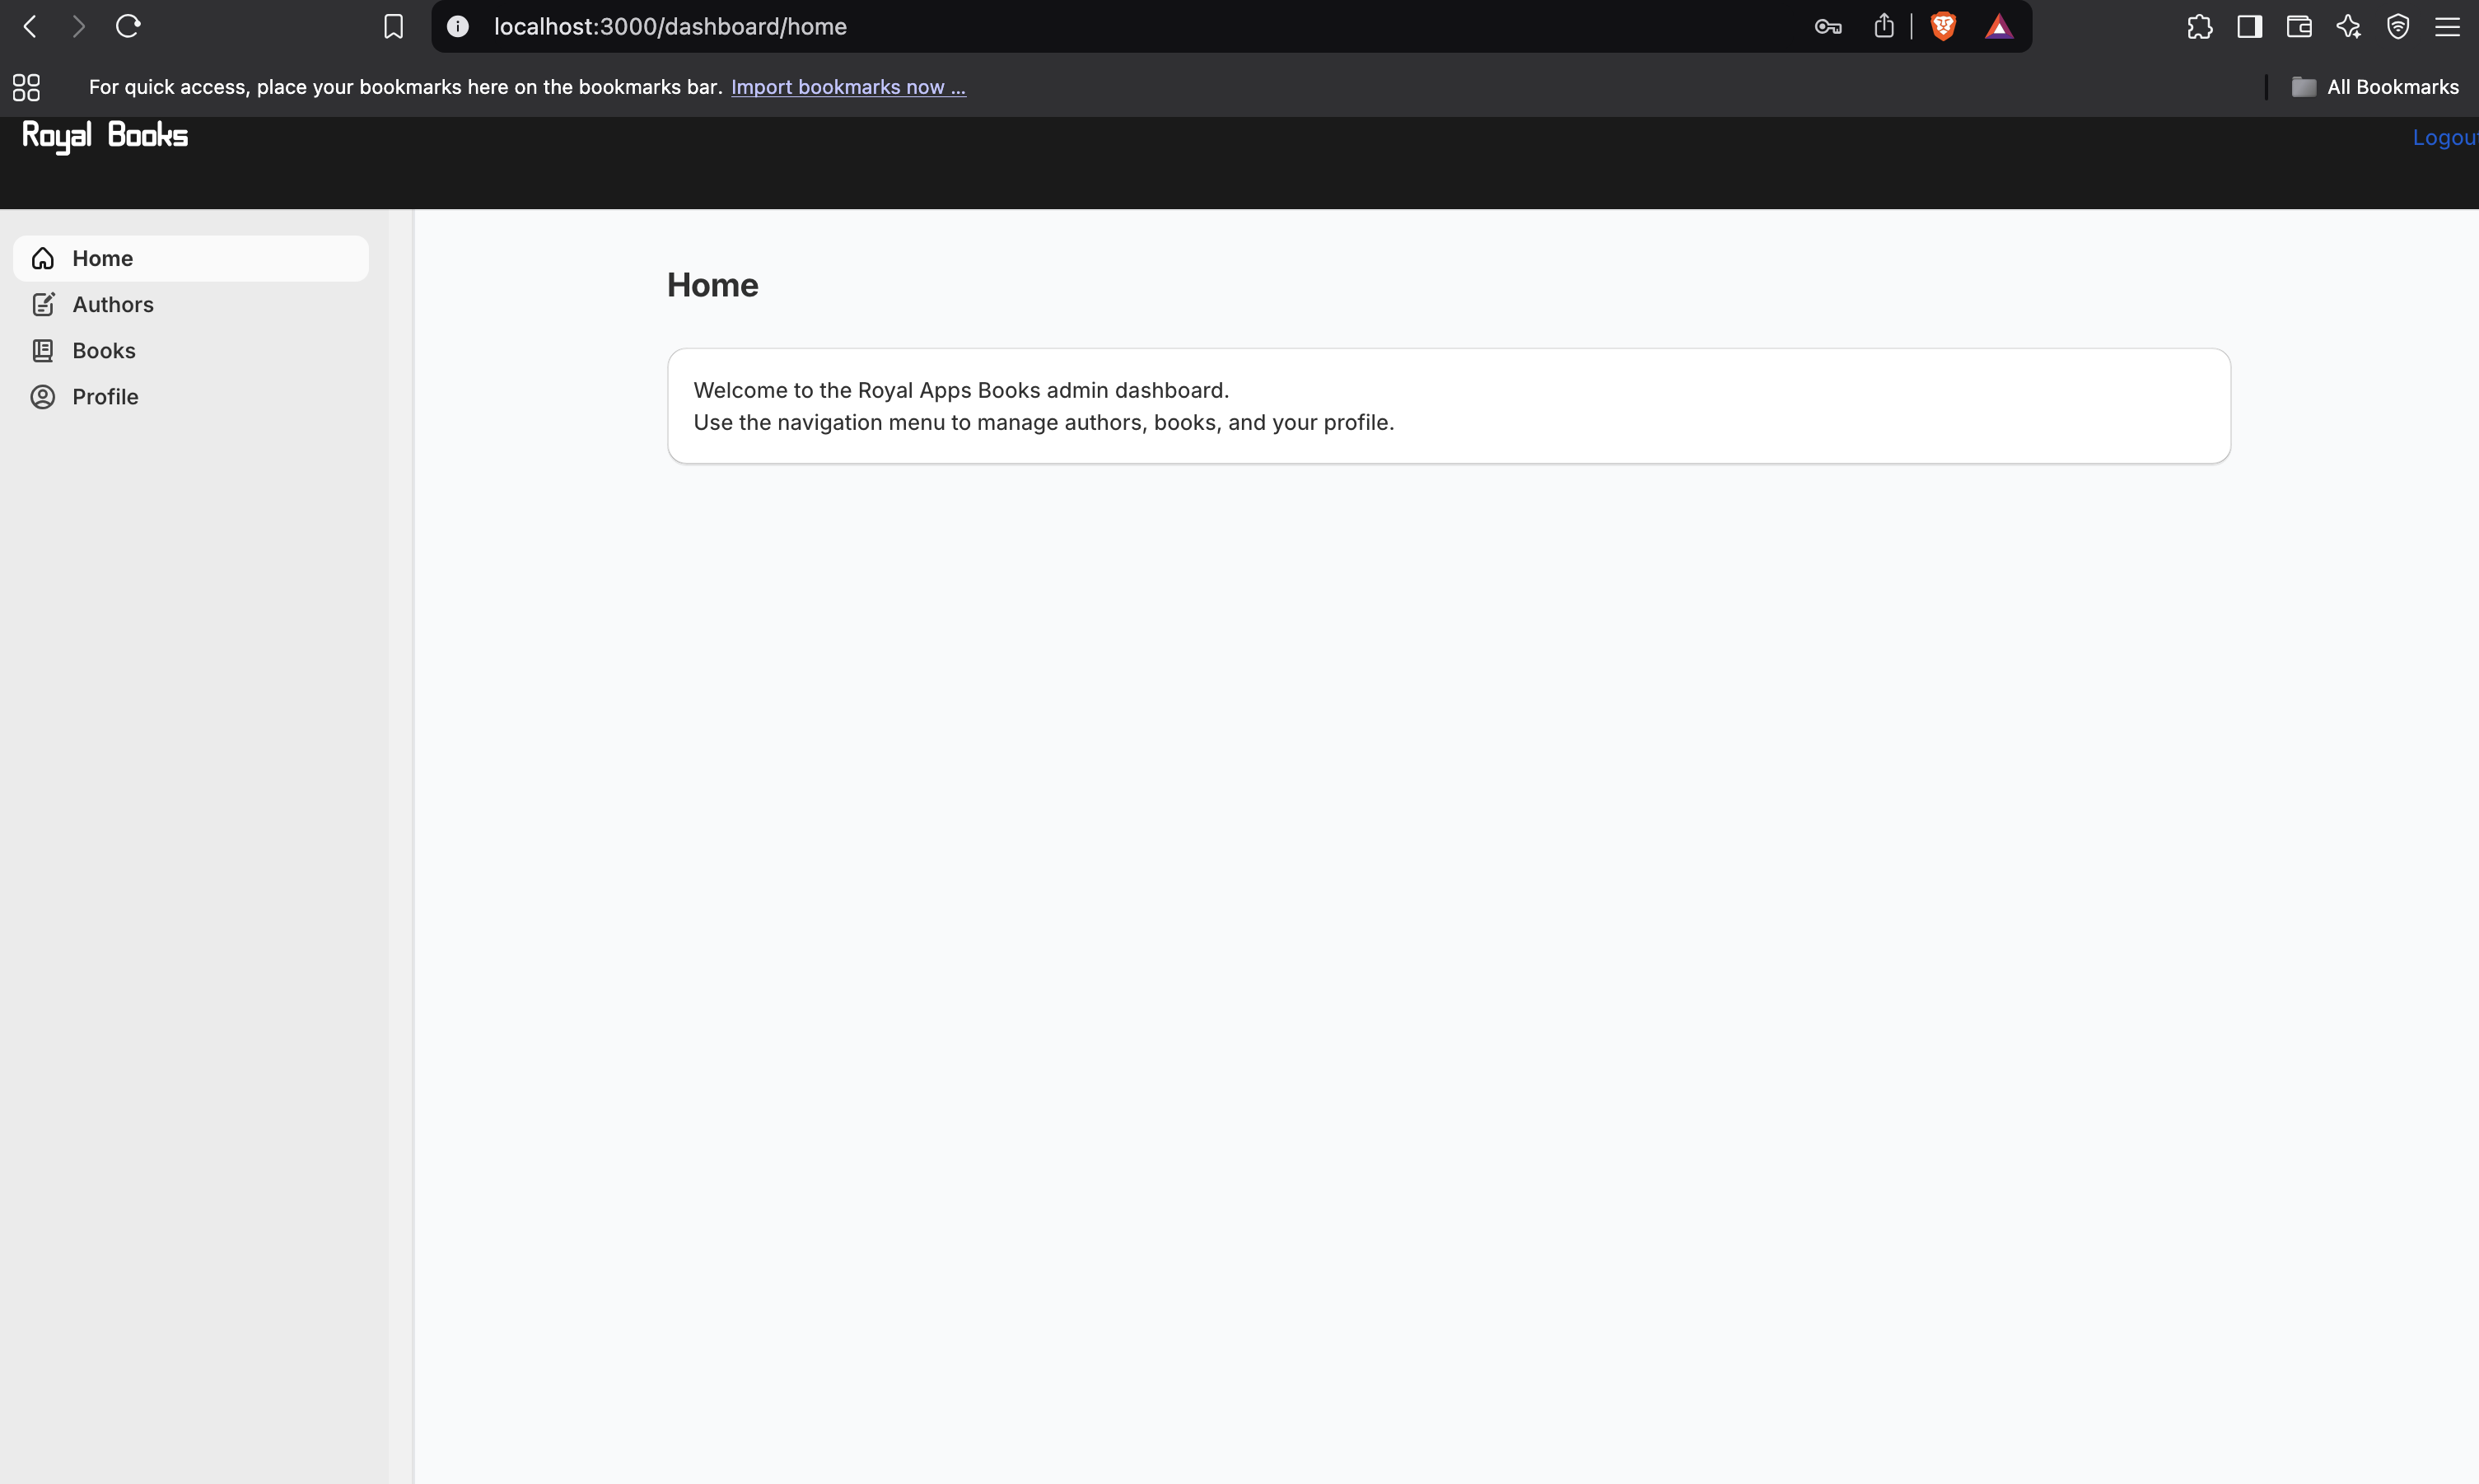 localhost:3000/dashboard/home
For quick access, place your bookmarks here on the bookmarks bar. Import bookmarks now ...
All Bookmarks
Royal Books
Logou
Home
Authors
Books
Profile
Home
Welcome to the Royal Apps Books admin dashboard.
Use the navigation menu to manage authors, books, and your profile.